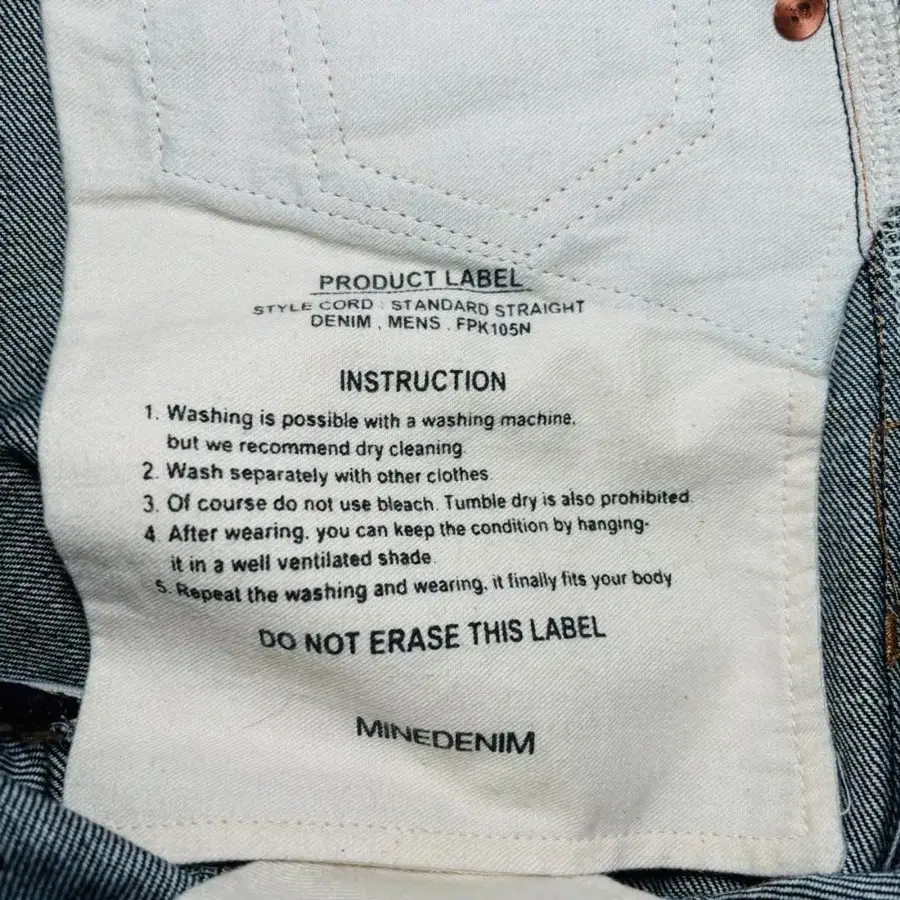 PRODUCT LABEL
STYLE CORD : STANDARD STRAIGHT
DENIM , MENS . FPK105N
INSTRUCTION
1. Washing is possible with a washing machine,
but we recommend dry cleaning.
2. Wash separately with other clothes.
3. Of course do not use bleach. Tumble dry is also prohibited.
4. After wearing, you can keep the condition by hanging-
it in a well ventilated shade.
5. Repeat the washing and wearing, it finally fits your body
DO NOT ERASE THIS LABEL
MINEDENIM